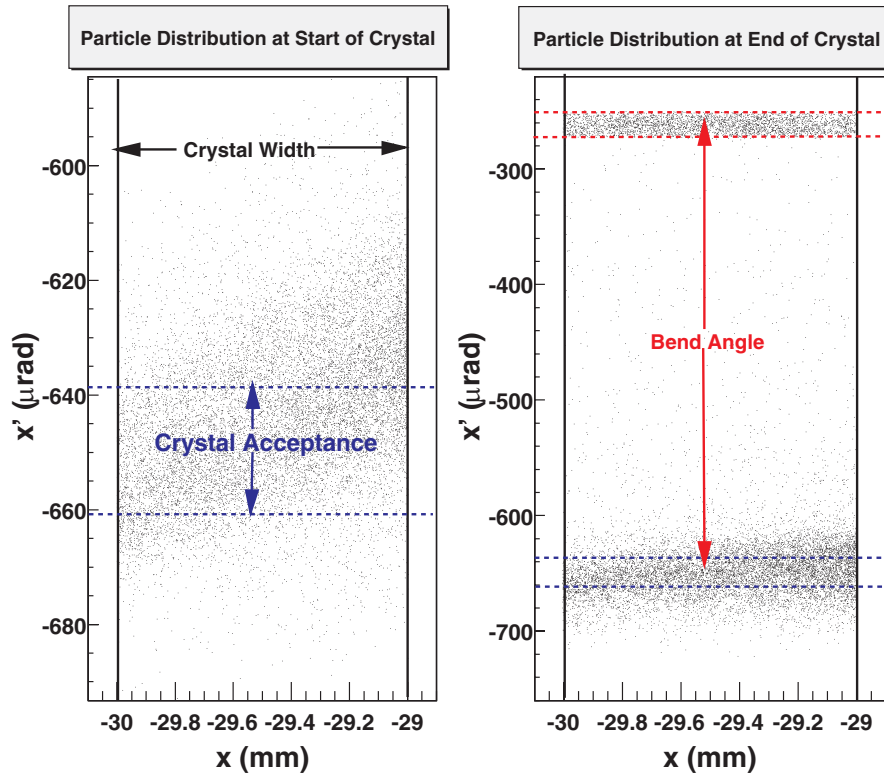 Particle Distribution at Start of Crystal
Crystal Width
-600
-620
-640
-660
-680
x' (μrad)
Crystal Acceptance
-30 -29.8 -29.6 -29.4 -29.2 -29
x (mm)
Particle Distribution at End of Crystal
-300
-400
-500
-600
-700
x' (μrad)
Bend Angle
-30 -29.8 -29.6 -29.4 -29.2 -29
x (mm)